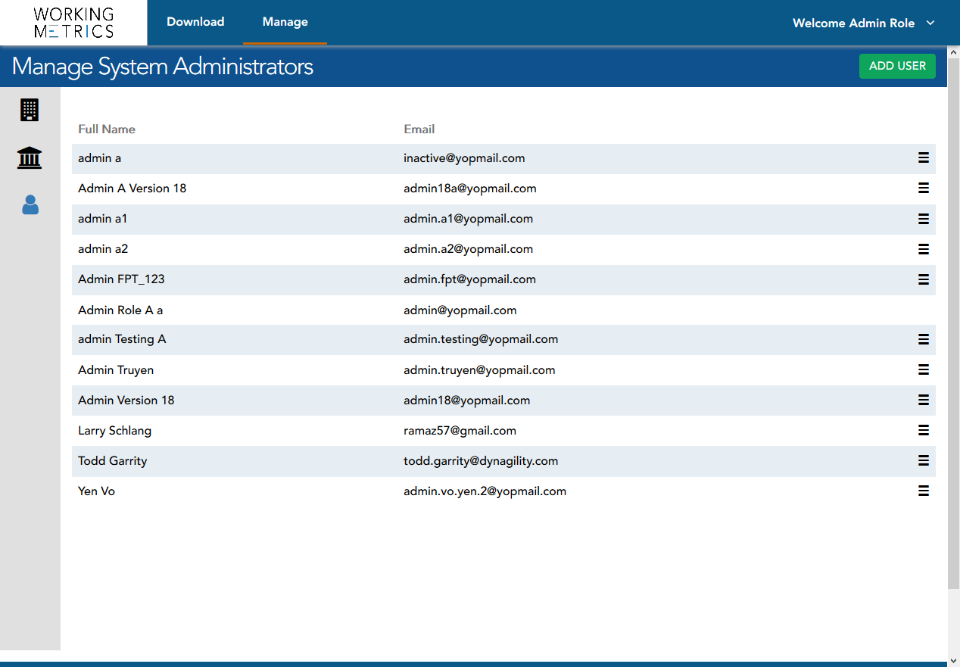 WORKING
METRICS
Download Manage Welcome Admin Role
Manage System Administrators ADD USER
Full Name Email
admin a inactive@yopmail.com
Admin A Version 18 admin18a@yopmail.com
admin a1 admin.a1@yopmail.com
admin a2 admin.a2@yopmail.com
Admin FPT_123 admin.fpt@yopmail.com
Admin Role A a admin@yopmail.com
admin Testing A admin.testing@yopmail.com
Admin Truyen admin.truyen@yopmail.com
Admin Version 18 admin18@yopmail.com
Larry Schlang ramaz57@gmail.com
Todd Garrity todd.garrity@dynagility.com
Yen Vo admin.vo.yen.2@yopmail.com